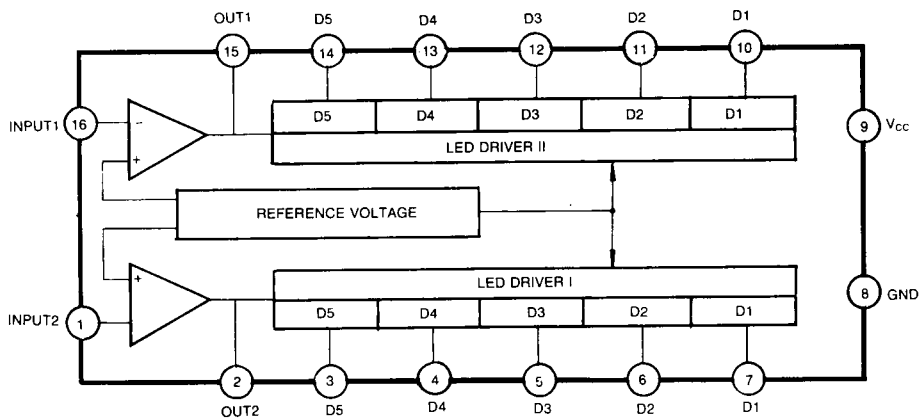 OUT1 D5 D4 D3 D2 D1
15 14 13 12 11 10
INPUT1 16 - D5 D4 D3 D2 D1 9 VCC
LED DRIVER II
+
REFERENCE VOLTAGE
+ LED DRIVER I 8 GND
INPUT2 1 - D5 D4 D3 D2 D1
2 3 4 5 6 7
OUT2 D5 D4 D3 D2 D1